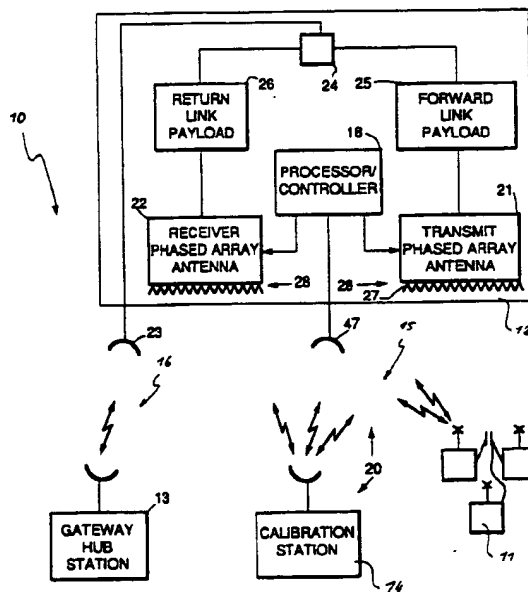 24
26
25
RETURN
LINK
PAYLOAD
FORWARD
LINK
PAYLOAD
10
18
PROCESSOR/
CONTROLLER
22
21
RECEIVER
PHASED ARRAY
ANTENNA
TRANSMIT
PHASED ARRAY
ANTENNA
28
28
27
12
23
47
15
16
20
13
GATEWAY
HUB
STATION
CALIBRATION
STATION
14
11